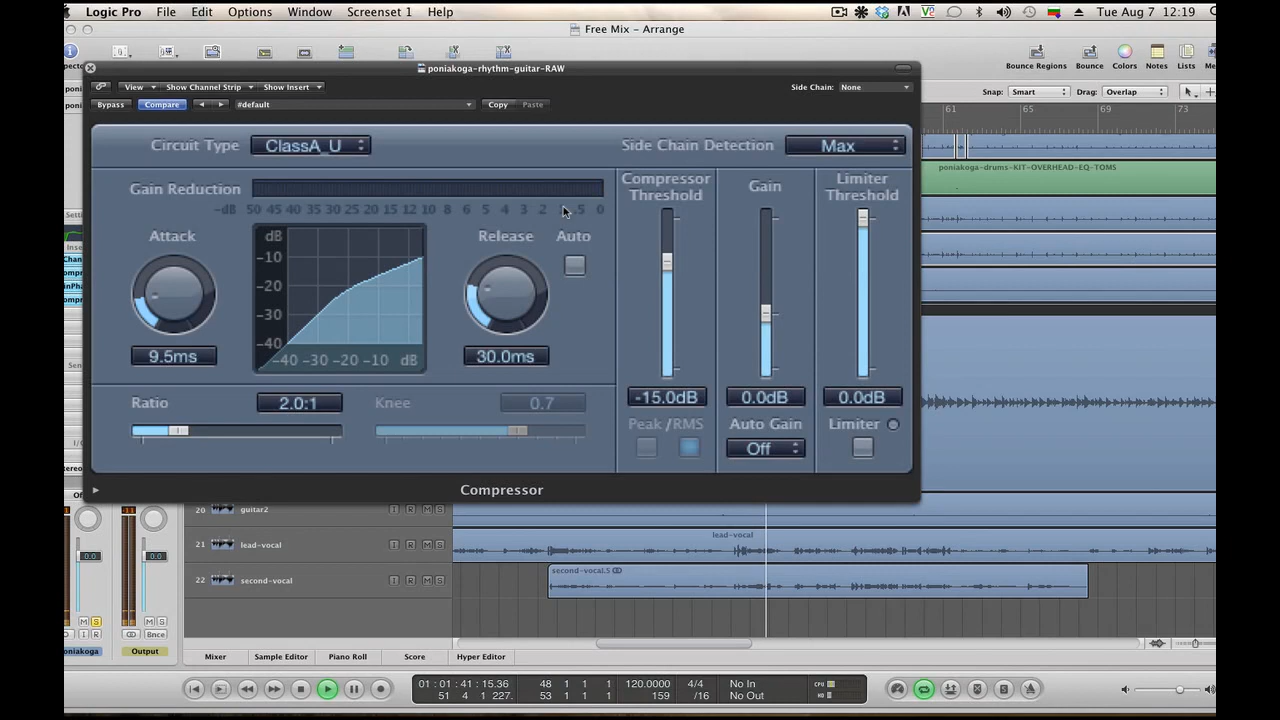 Logic Pro File Edit Options Window Screenset 1 Help Tue Aug 7 12:19
Free Mix – Arrange
Bounce Regions Bounce Colors Notes Lists
poniakoga-rhythm-guitar-RAW
View Show Channel Strip Show Insert Side Chain: None
Snap: Smart Drag: Overlap
Bypass Compare #default Copy Paste
61 65 69 73
Circuit Type ClassA_U Side Chain Detection Max
poniakoga-drums-KIT-OVERHEAD-EQ-TOMS
Gain Reduction
Compressor Threshold
Gain
Limiter Threshold
-dB 50 45 40 35 30 25 20 15 12 10 8 6 5 4 3 2 .5 0
Attack
dB
-10
-20
-30
-40
-40 -30 -20 -10 dB
Release Auto
9.5ms
30.0ms
Ratio 2.0:1
Knee 0.7
-15.0dB 0.0dB 0.0dB
Peak /RMS Auto Gain Limiter
Off
Compressor
20 guitar2 I R M S
21 lead-vocal I R M S
lead-vocal
22 second-vocal I R M S
second-vocal.5
0.0 0.0
M S M S
I R Bnce
oniakoga Output
Mixer Sample Editor Piano Roll Score Hyper Editor
01:01:41:15.36 48 1 1 1 120.0000 4/4 No In CPU
51 4 1 227. 53 1 1 1 159 /16 No Out HD